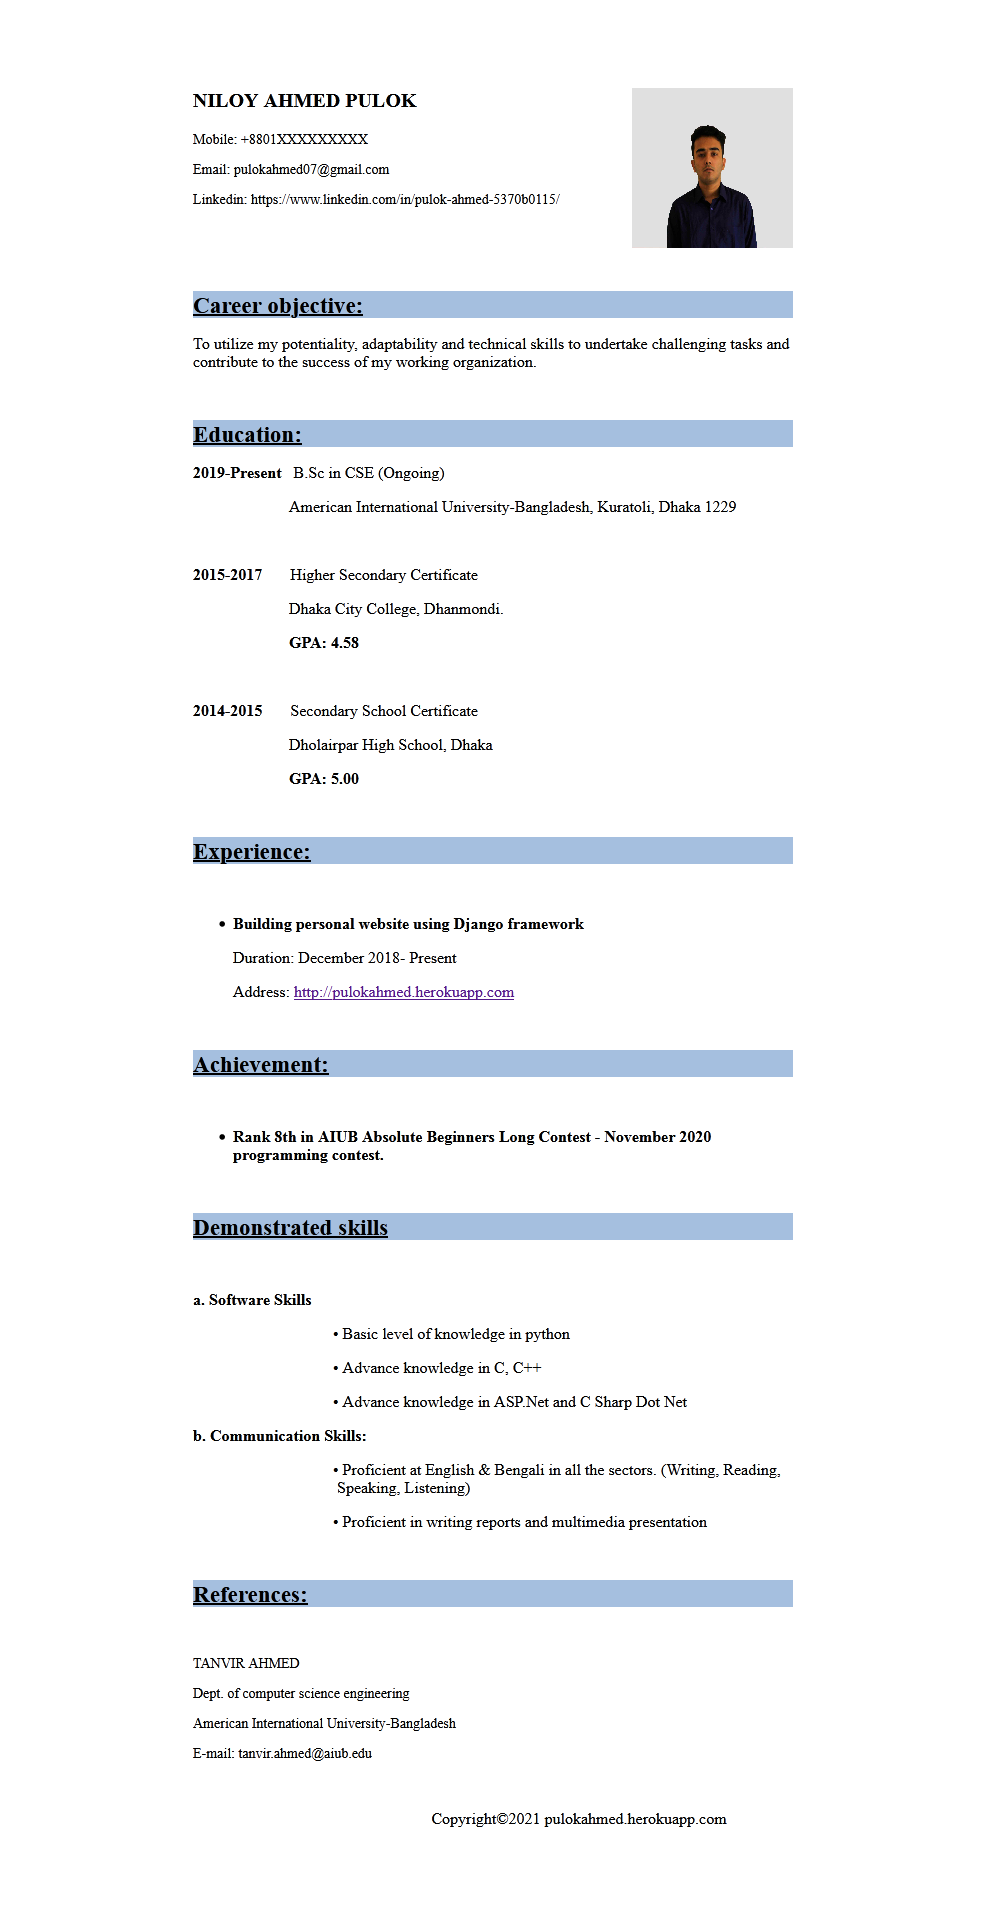 NILOY AHMED PULOK
Mobile: +8801XXXXXXXXX
Email: pulokahmed07@gmail.com
Linkedin: https://www.linkedin.com/in/pulok-ahmed-5370b0115/
Career objective:
To utilize my potentiality, adaptability and technical skills to undertake challenging tasks and
contribute to the success of my working organization.
Education:
2019-Present B.Sc in CSE (Ongoing)
American International University-Bangladesh, Kuratoli, Dhaka 1229
2015-2017 Higher Secondary Certificate
Dhaka City College, Dhanmondi.
GPA: 4.58
2014-2015 Secondary School Certificate
Dholairpar High School, Dhaka
GPA: 5.00
Experience:
• Building personal website using Django framework
Duration: December 2018- Present
Address: http://pulokahmed.herokuapp.com
Achievement:
• Rank 8th in AIUB Absolute Beginners Long Contest - November 2020
programming contest.
Demonstrated skills
a. Software Skills
• Basic level of knowledge in python
• Advance knowledge in C, C++
• Advance knowledge in ASP.Net and C Sharp Dot Net
b. Communication Skills:
• Proficient at English & Bengali in all the sectors. (Writing, Reading,
Speaking, Listening)
• Proficient in writing reports and multimedia presentation
References:
TANVIR AHMED
Dept. of computer science engineering
American International University-Bangladesh
E-mail: tanvir.ahmed@aiub.edu
Copyright©2021 pulokahmed.herokuapp.com